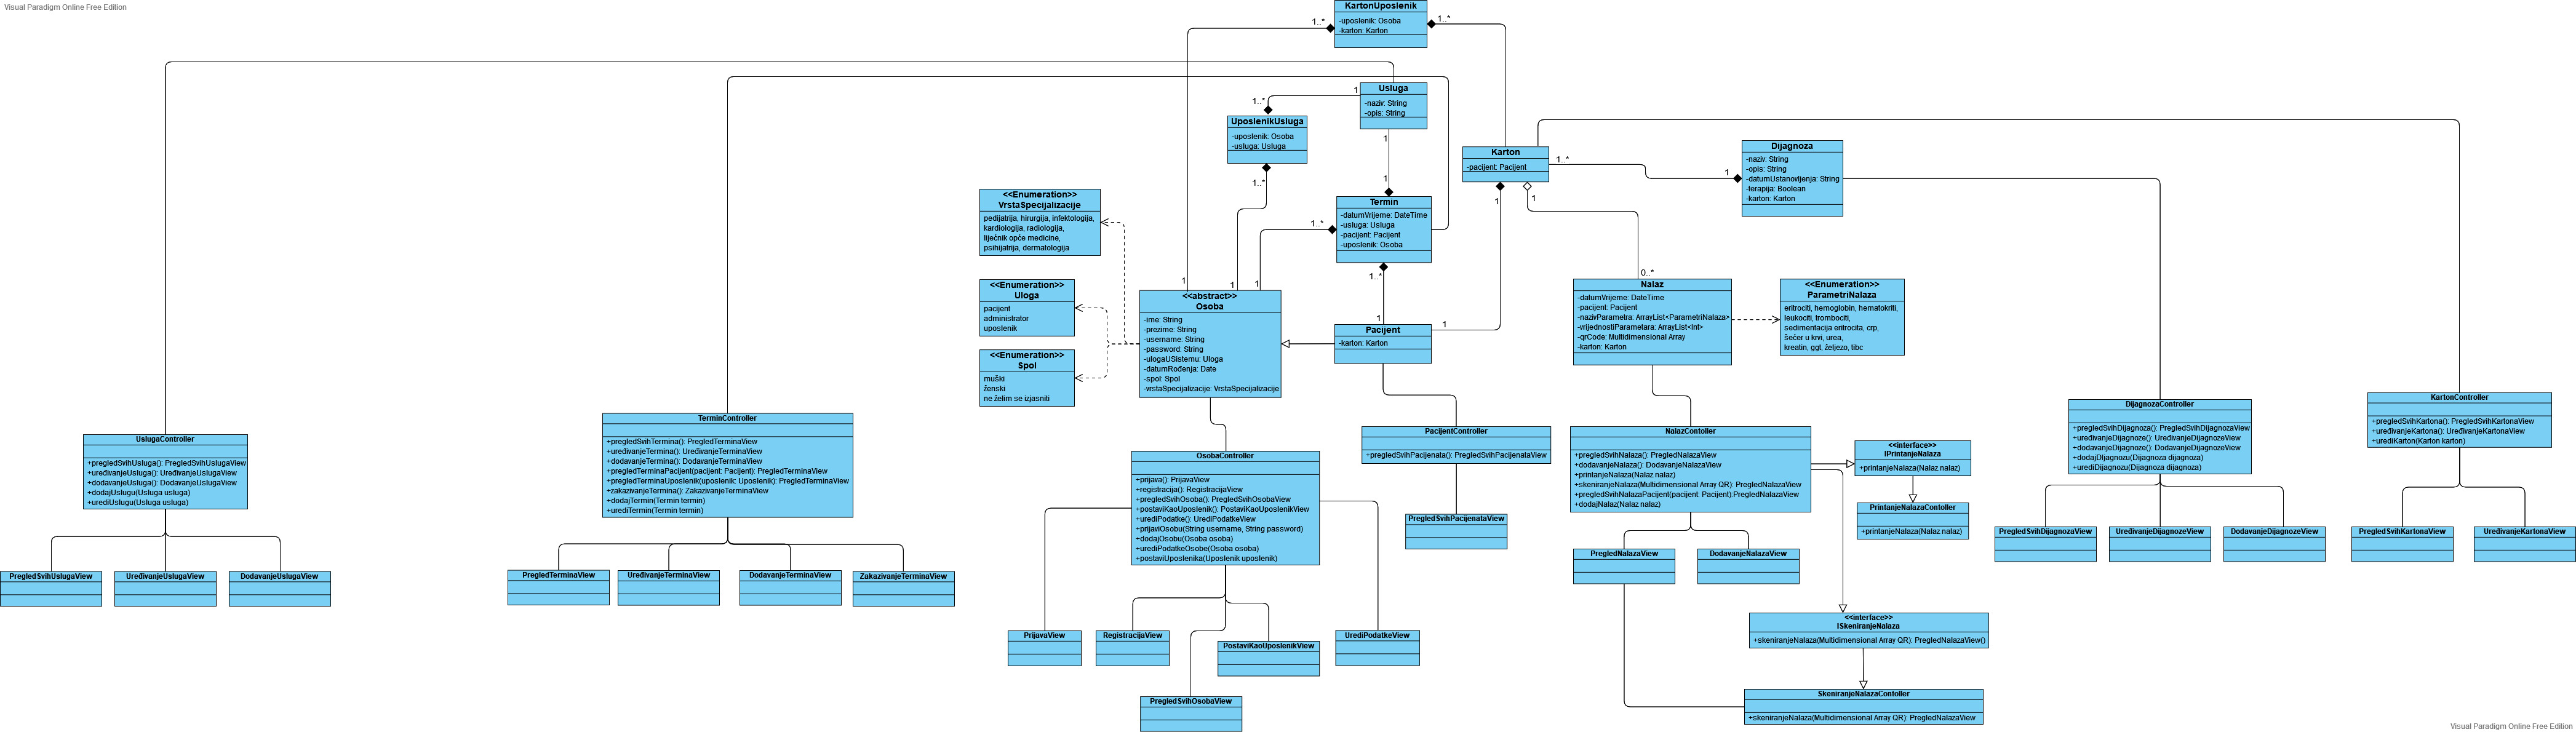 Visual Paradigm Online Free Edition
KartonUposlenik
-uposlenik: Osoba
-karton: Karton
1..*
1..*
Usluga
-naziv: String
-opis: String
1
1..*
1
UposlenikUsluga
-uposlenik: Osoba
-usluga: Usluga
1..*
1
Karton
-pacijent: Pacijent
1..*
1
1
1
Dijagnoza
-naziv: String
-opis: String
-datumUstanovljenja: String
-terapija: Boolean
-karton: Karton
<<Enumeration>>
VrstaSpecijalizacije
pedijatrija, hirurgija, infektologija,
kardiologija, radiologija,
liječnik opće medicine,
psihijatrija, dermatologija
Termin
-datumVrijeme: DateTime
-usluga: Usluga
-pacijent: Pacijent
-uposlenik: Osoba
1..*
1..*
<<Enumeration>>
Uloga
pacijent
administrator
uposlenik
<<Enumeration>>
Spol
muški
ženski
ne želim se izjasniti
1
1
1
<<abstract>>
Osoba
-ime: String
-prezime: String
-username: String
-password: String
-ulogaUSistemu: Uloga
-datumRođenja: Date
-spol: Spol
-vrstaSpecijalizacije: VrstaSpecijalizacije
1
1
Pacijent
-karton: Karton
0..*
Nalaz
-datumVrijeme: DateTime
-pacijent: Pacijent
-nazivParametra: ArrayList<ParametriNalaza>
-vrijednostiParametara: ArrayList<Int>
-qrCode: Multidimensional Array
-karton: Karton
<<Enumeration>>
ParametriNalaza
eritrociti, hemoglobin, hematokriti,
leukociti, trombociti,
sedimentacija eritrocita, crp,
šećer u krvi, urea,
kreatin, ggt, željezo, tibc
UslugaController
+pregledSvihUsluga(): PregledSvihUslugaView
+uređivanjeUsluga(): UređivanjeUslugaView
+dodavanjeUsluga(): DodavanjeUslugaView
+dodajUslugu(Usluga usluga)
+urediUslugu(Usluga usluga)
PregledSvihUslugaView
UređivanjeUslugaView
DodavanjeUslugaView
TerminController
+pregledSvihTermina(): PregledTerminaView
+uređivanjeTermina(): UređivanjeTerminaView
+dodavanjeTermina(): DodavanjeTerminaView
+pregledTerminaPacijent(pacijent: Pacijent): PregledTerminaView
+pregledTerminaUposlenik(uposlenik: Uposlenik): PregledTerminaView
+zakazivanjeTermina(): ZakazivanjeTerminaView
+dodajTermin(Termin termin)
+urediTermin(Termin termin)
PregledTerminaView
UređivanjeTerminaView
DodavanjeTerminaView
ZakazivanjeTerminaView
OsobaController
+prijava(): PrijavaView
+registracija(): RegistracijaView
+pregledSvihOsoba(): PregledSvihOsobaView
+postaviKaoUposlenik(): PostaviKaoUposlenikView
+urediPodatke(): UrediPodatkeView
+prijaviOsobu(String username, String password)
+dodajOsobu(Osoba osoba)
+urediPodatkeOsobe(Osoba osoba)
+postaviUposlenika(Uposlenik uposlenik)
PrijavaView
RegistracijaView
PostaviKaoUposlenikView
UrediPodatkeView
PregledSvihOsobaView
PacijentController
+pregledSvihPacijenata(): PregledSvihPacijenataView
PregledSvihPacijenataView
NalazContoller
+pregledSvihNalaza(): PregledNalazaView
+dodavanjeNalaza(): DodavanjeNalazaView
+printanjeNalaza(Nalaz nalaz)
+skeniranjeNalaza(Multidimensional Array QR): PregledNalazaView
+pregledSvihNalazaPacijent(pacijent: Pacijent):PregledNalazaView
+dodajNalaz(Nalaz nalaz)
PregledNalazaView
DodavanjeNalazaView
<<interface>>
IPrintanjeNalaza
+printanjeNalaza(Nalaz nalaz)
PrintanjeNalazaContoller
+printanjeNalaza(Nalaz nalaz)
<<interface>>
ISkeniranjeNalaza
+skeniranjeNalaza(Multidimensional Array QR): PregledNalazaView()
SkeniranjeNalazaContoller
+skeniranjeNalaza(Multidimensional Array QR): PregledNalazaView
DijagnozaController
+pregledSvihDijagnoza(): PregledSvihDijagnozaView
+uređivanjeDijagnoze(): UređivanjeDijagnozeView
+dodavanjeDijagnoze(): DodavanjeDijagnozeView
+dodajDijagnozu(Dijagnoza dijagnoza)
+urediDijagnozu(Dijagnoza dijagnoza)
PregledSvihDijagnozaView
UređivanjeDijagnozeView
DodavanjeDijagnozeView
KartonController
+pregledSvihKartona(): PregledSvihKartonaView
+uređivanjeKartona(): UređivanjeKartonaView
+urediKarton(Karton karton)
PregledSvihKartonaView
UređivanjeKartonaView
Visual Paradigm Online Free Edition